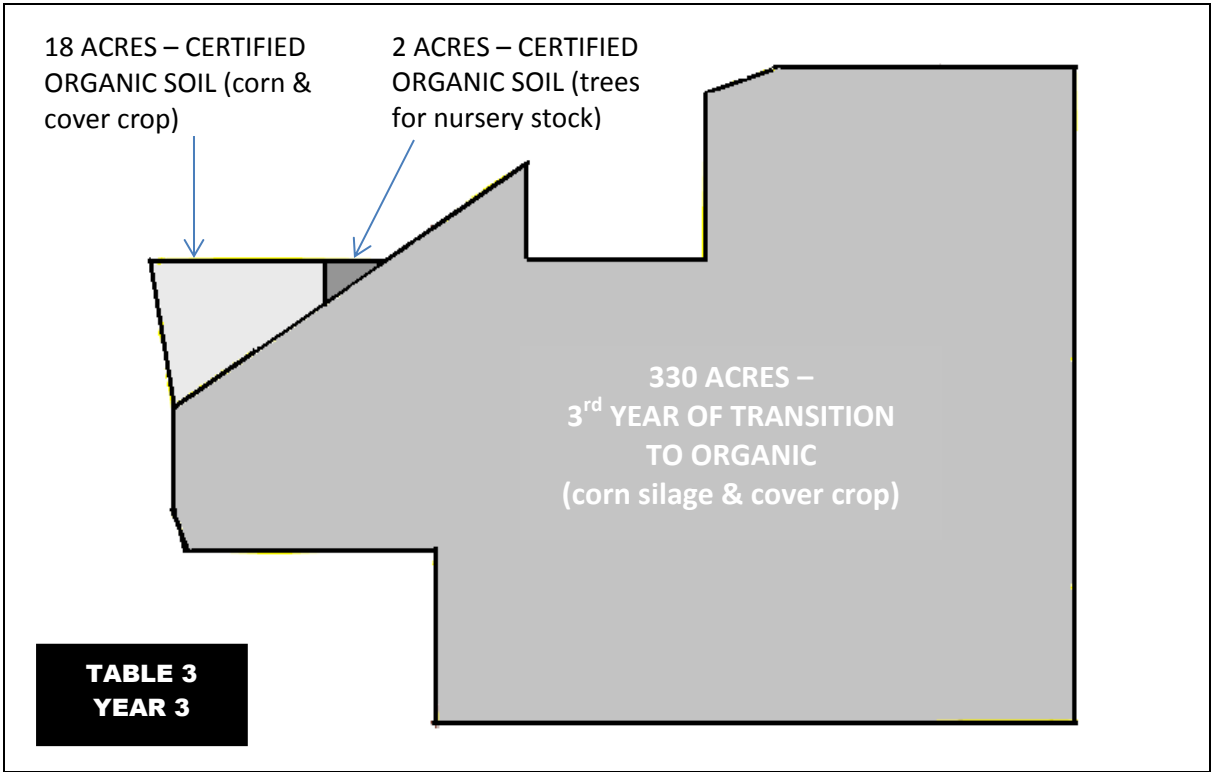 18 ACRES – CERTIFIED
ORGANIC SOIL (corn &
cover crop)
2 ACRES – CERTIFIED
ORGANIC SOIL (trees
for nursery stock)
330 ACRES –
3rd YEAR OF TRANSITION
TO ORGANIC
(corn silage & cover crop)
TABLE 3
YEAR 3